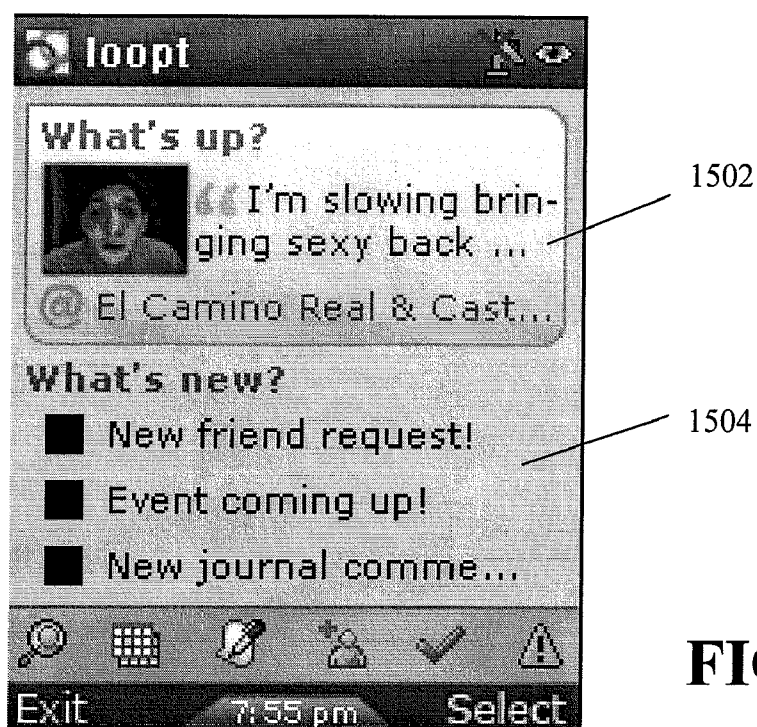 loopt
What's up?
“I'm slowing brin-
ging sexy back ...
1502
@ El Camino Real & Cast...
What's new?
New friend request!
1504
Event coming up!
New journal comme...
FIG
Exit 7:55 pm Select